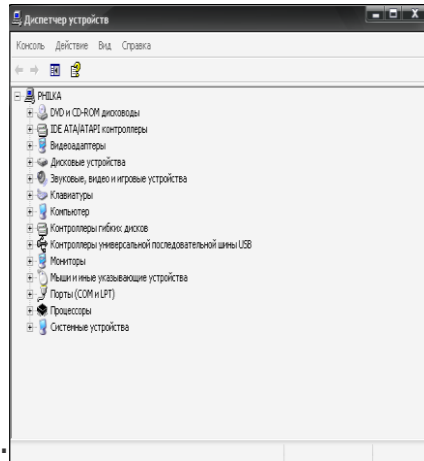 Диспетчер устройств
Консоль Действие Вид Справка
PHILKA
DVD и CD-ROM дисководы
IDE ATA/ATAPI контроллеры
Видеоадаптеры
Дисковые устройства
Звуковые, видео и игровые устройства
Клавиатуры
Компьютер
Контроллеры гибких дисков
Контроллеры универсальной последовательной шины USB
Мониторы
Мыши и иные указывающие устройства
Порты (COM и LPT)
Процессоры
Системные устройства